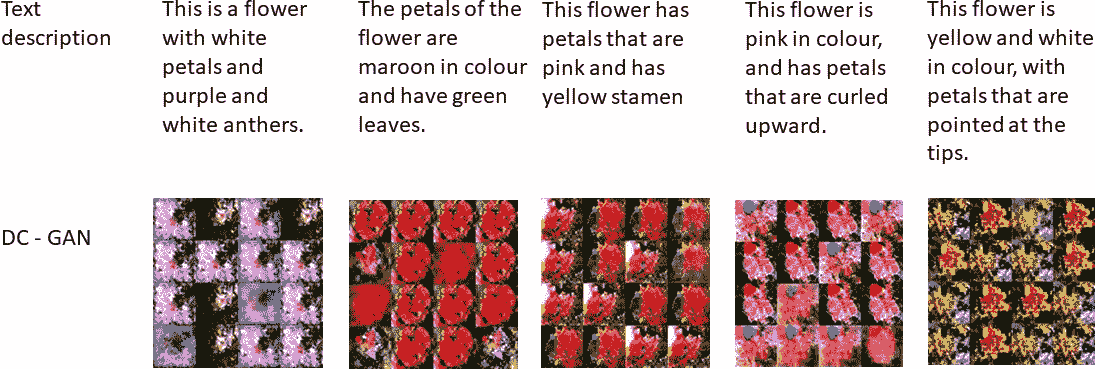 Text
description
This is a flower
with white
petals and
purple and
white anthers.
The petals of the
flower are
maroon in colour
and have green
leaves.
This flower has
petals that are
pink and has
yellow stamen
This flower is
pink in colour,
and has petals
that are curled
upward.
This flower is
yellow and white
in colour, with
petals that are
pointed at the
tips.
DC - GAN